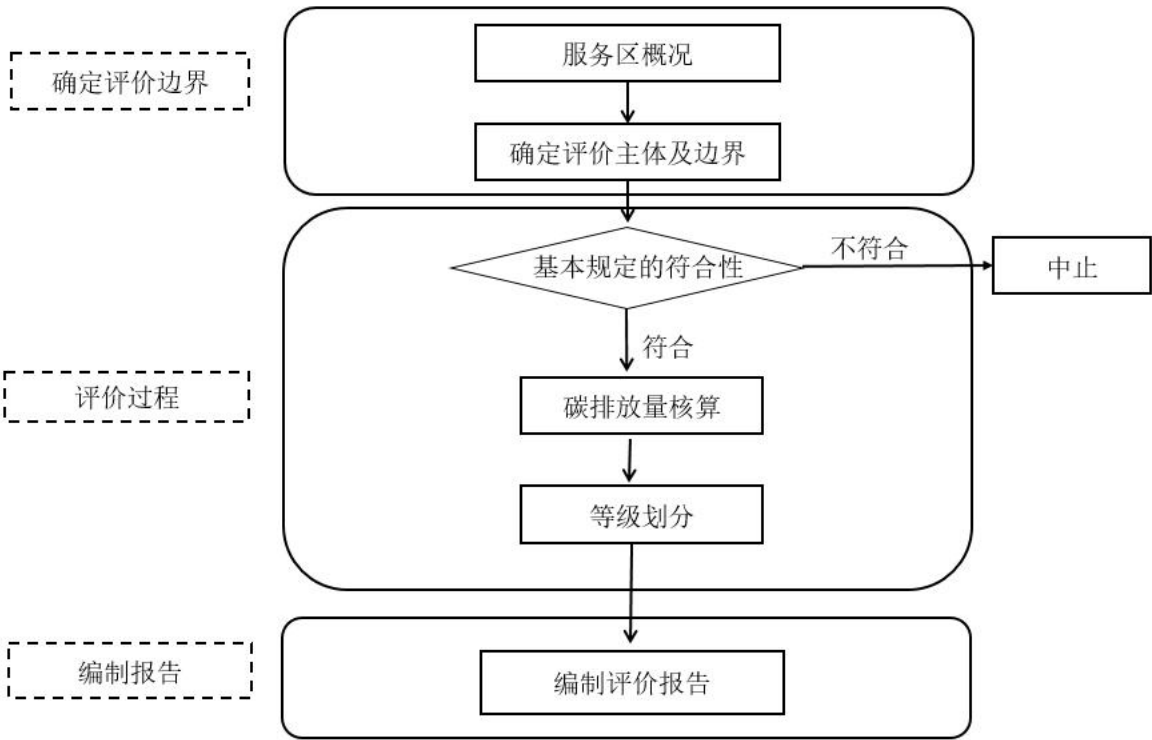 服务区概况
确定评价边界
确定评价主体及边界
不符合
基本规定的符合性
中止
符合
评价过程
碳排放量核算
等级划分
编制报告
编制评价报告